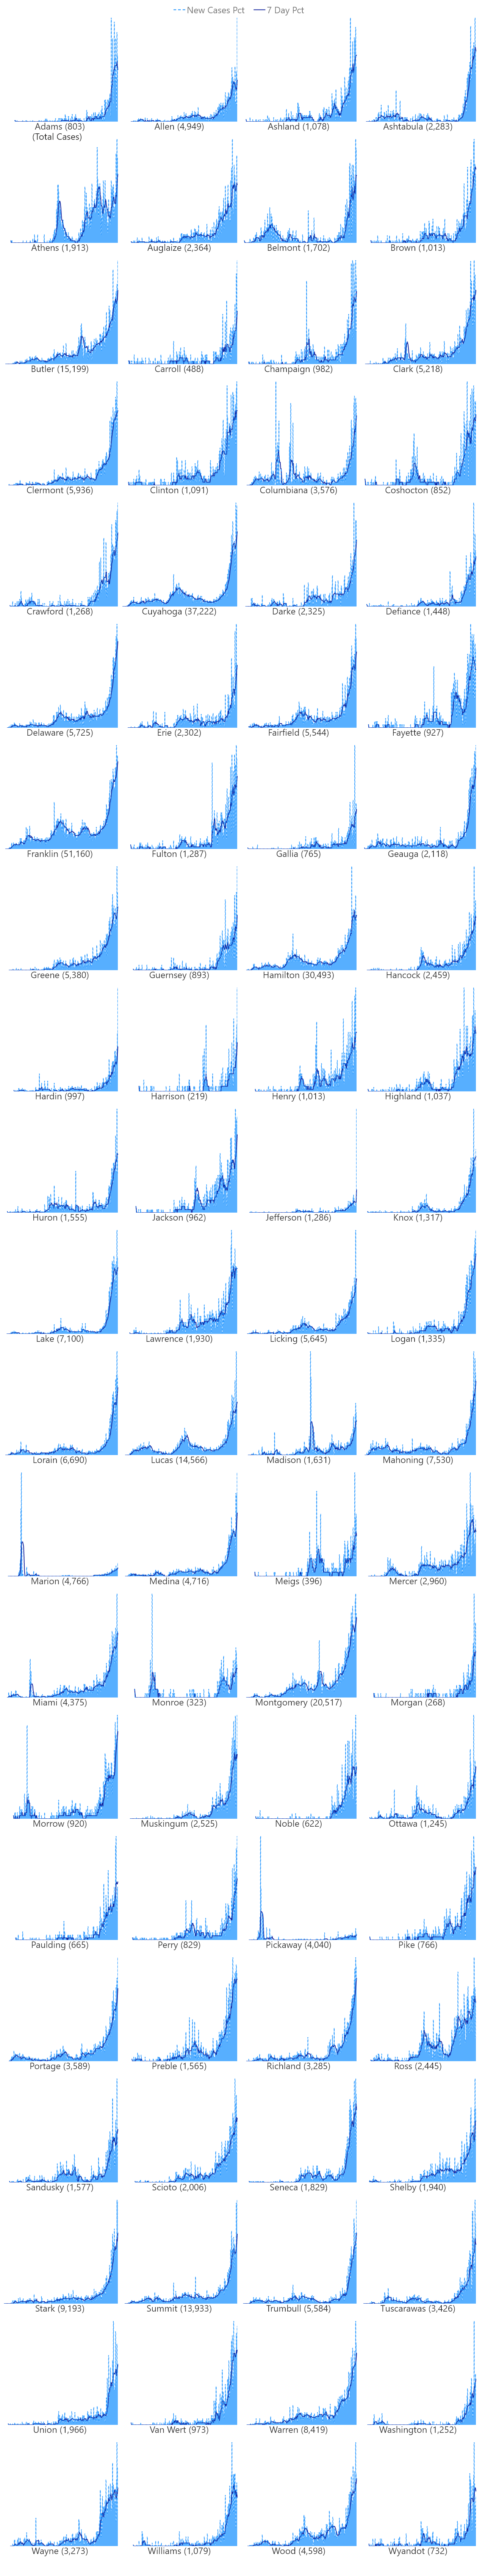 New Cases Pct 7 Day Pct
Adams (803) Allen (4,949) Ashland (1,078) Ashtabula (2,283)
(Total Cases)
Athens (1,913) Auglaize (2,364) Belmont (1,702) Brown (1,013)
Butler (15,199) Carroll (488) Champaign (982) Clark (5,218)
Clermont (5,936) Clinton (1,091) Columbiana (3,576) Coshocton (852)
Crawford (1,268) Cuyahoga (37,222) Darke (2,325) Defiance (1,448)
Delaware (5,725) Erie (2,302) Fairfield (5,544) Fayette (927)
Franklin (51,160) Fulton (1,287) Gallia (765) Geauga (2,118)
Greene (5,380) Guernsey (893) Hamilton (30,493) Hancock (2,459)
Hardin (997) Harrison (219) Henry (1,013) Highland (1,037)
Huron (1,555) Jackson (962) Jefferson (1,286) Knox (1,317)
Lake (7,100) Lawrence (1,930) Licking (5,645) Logan (1,335)
Lorain (6,690) Lucas (14,566) Madison (1,631) Mahoning (7,530)
Marion (4,766) Medina (4,716) Meigs (396) Mercer (2,960)
Miami (4,375) Monroe (323) Montgomery (20,517) Morgan (268)
Morrow (920) Muskingum (2,525) Noble (622) Ottawa (1,245)
Paulding (665) Perry (829) Pickaway (4,040) Pike (766)
Portage (3,589) Preble (1,565) Richland (3,285) Ross (2,445)
Sandusky (1,577) Scioto (2,006) Seneca (1,829) Shelby (1,940)
Stark (9,193) Summit (13,933) Trumbull (5,584) Tuscarawas (3,426)
Union (1,966) Van Wert (973) Warren (8,419) Washington (1,252)
Wayne (3,273) Williams (1,079) Wood (4,598) Wyandot (732)